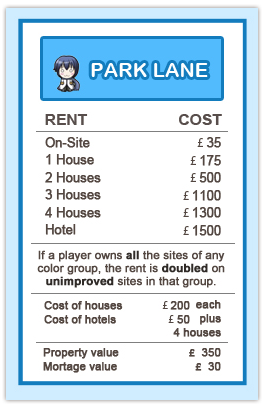 PARK LANE
RENT COST
On-Site £ 35
1 House £ 175
2 Houses £ 500
3 Houses £ 1100
4 Houses £ 1300
Hotel £ 1500
If a player owns all the sites of any
color group, the rent is doubled on
unimproved sites in that group.
Cost of houses £ 200 each
Cost of hotels £ 50 plus
4 houses
Property value £ 350
Mortage value £ 30